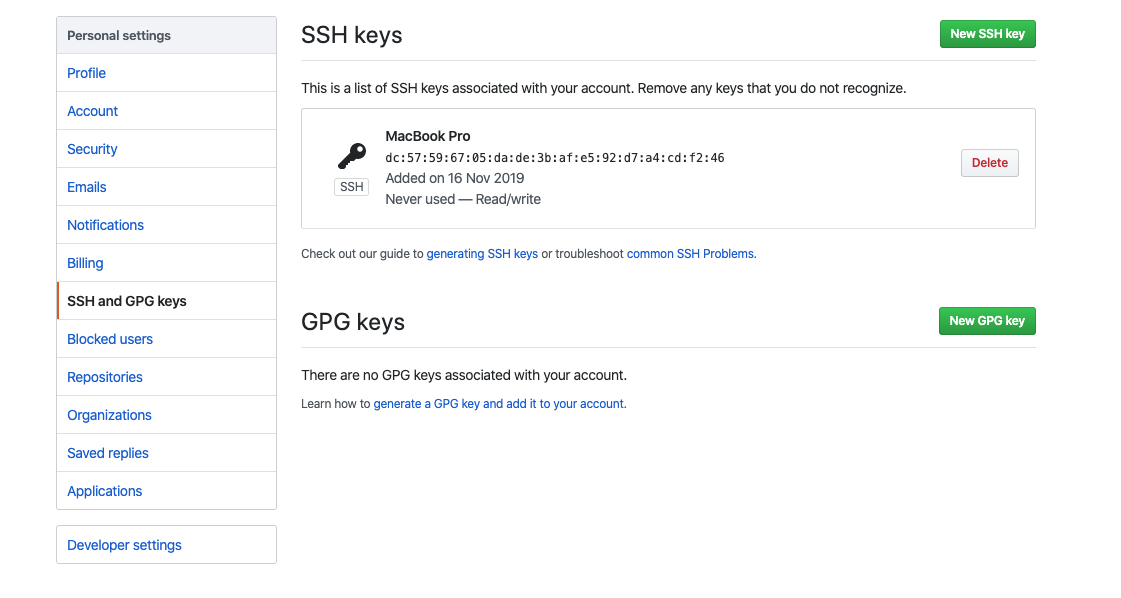 Personal settings
Profile
Account
Security
Emails
Notifications
Billing
SSH and GPG keys
Blocked users
Repositories
Organizations
Saved replies
Applications
Developer settings
SSH keys
New SSH key
This is a list of SSH keys associated with your account. Remove any keys that you do not recognize.
MacBook Pro
dc:57:59:67:05:da:de:3b:af:e5:92:d7:a4:cd:f2:46
SSH
Added on 16 Nov 2019
Never used — Read/write
Delete
Check out our guide to generating SSH keys or troubleshoot common SSH Problems.
GPG keys
New GPG key
There are no GPG keys associated with your account.
Learn how to generate a GPG key and add it to your account.